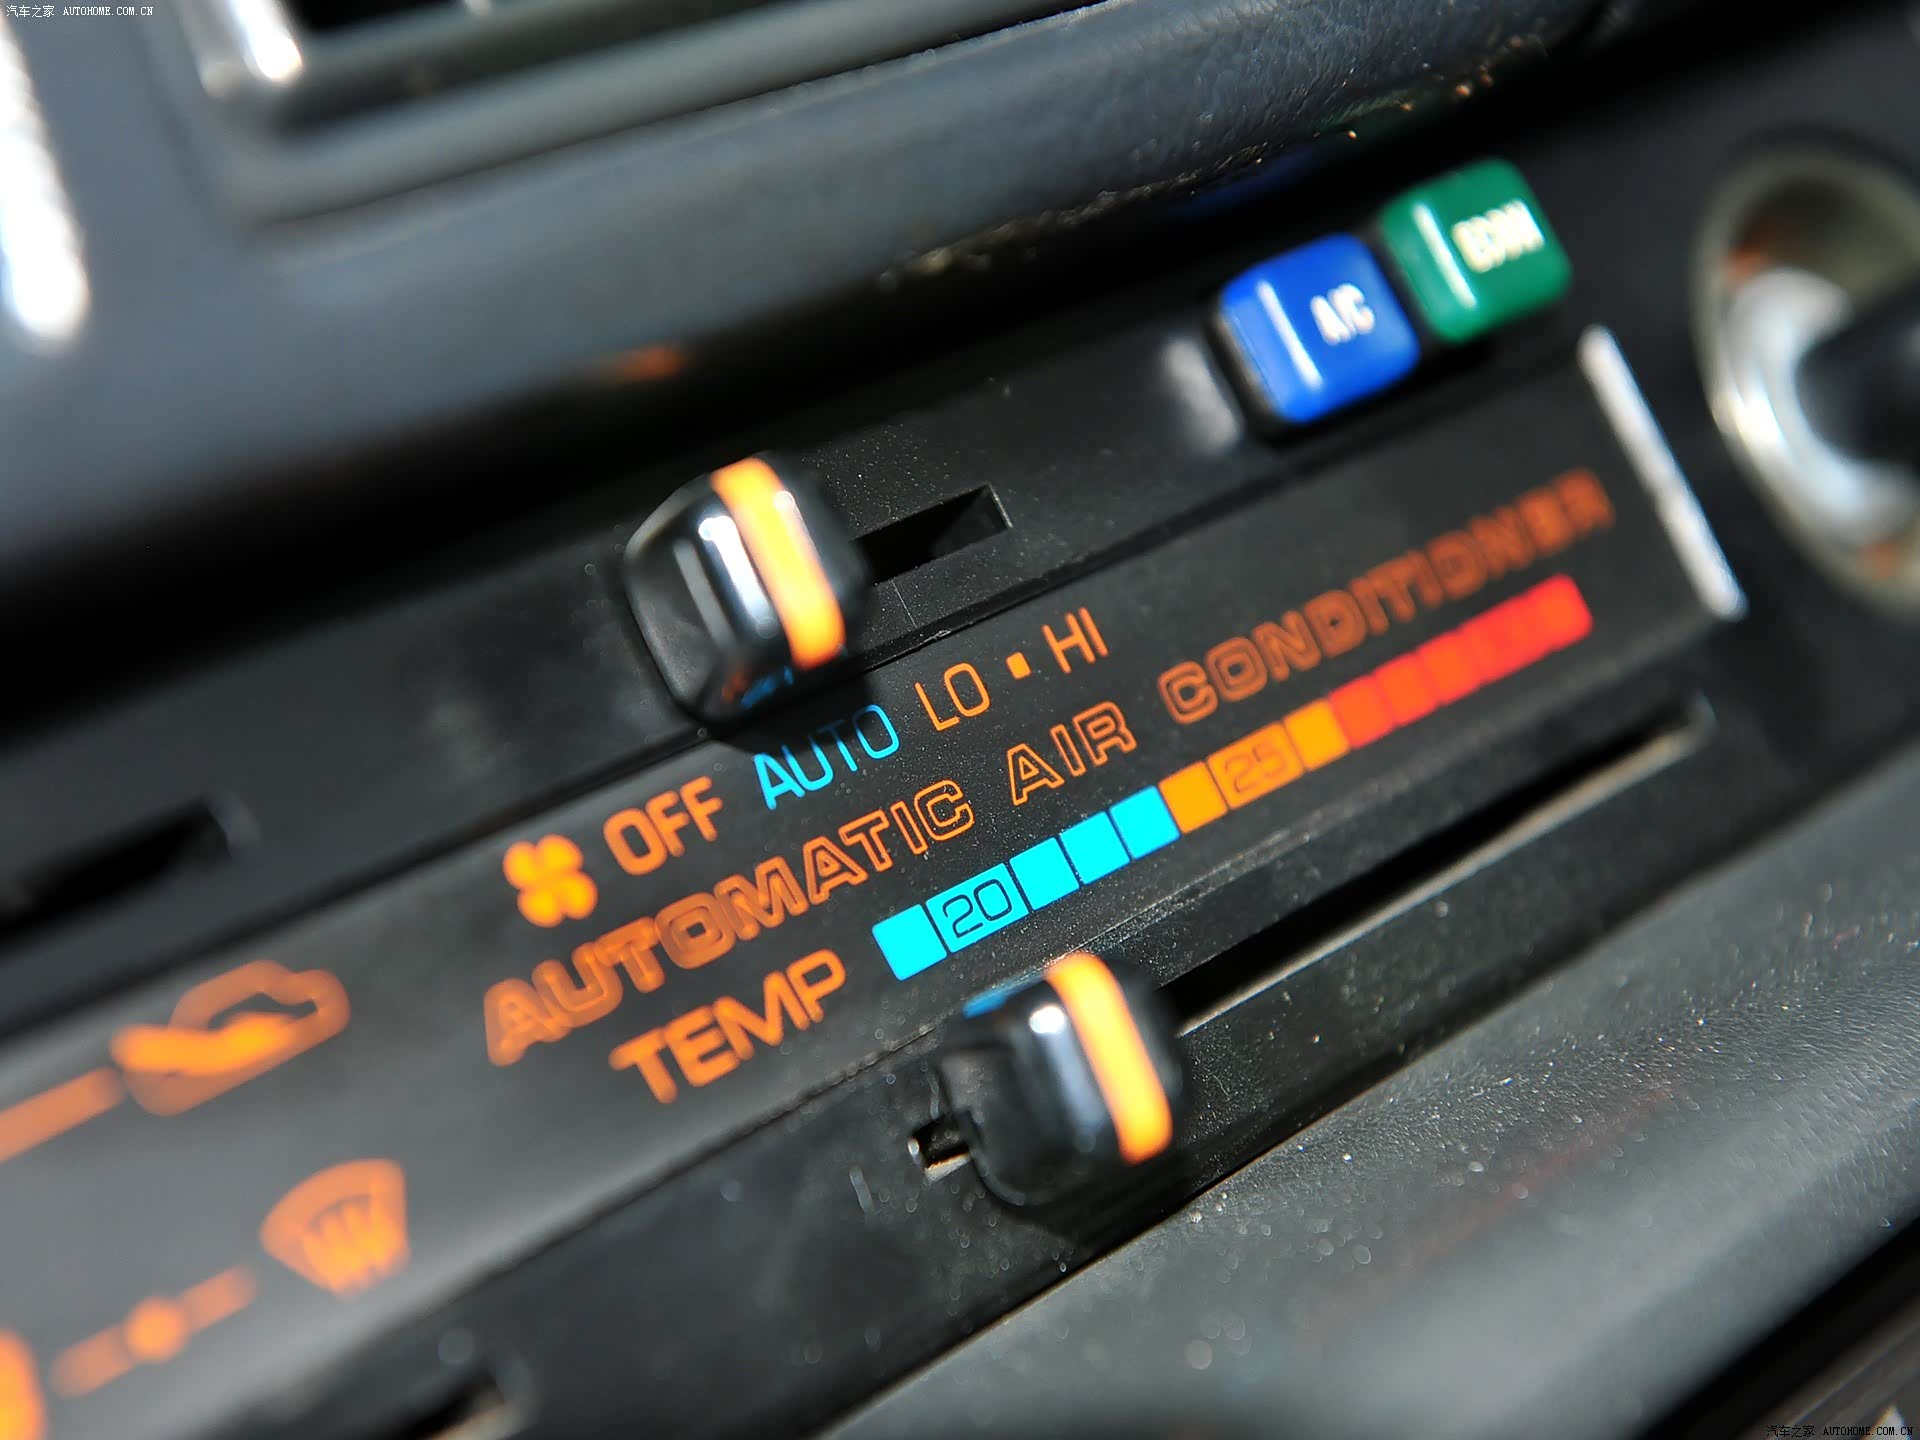 汽车之家 AUTOHOME.COM.CN
ECON
A/C
OFF AUTO LO ▪ HI
AUTOMATIC AIR CONDITIONER
TEMP 20 25
汽车之家 AUTOHOME.COM.CN